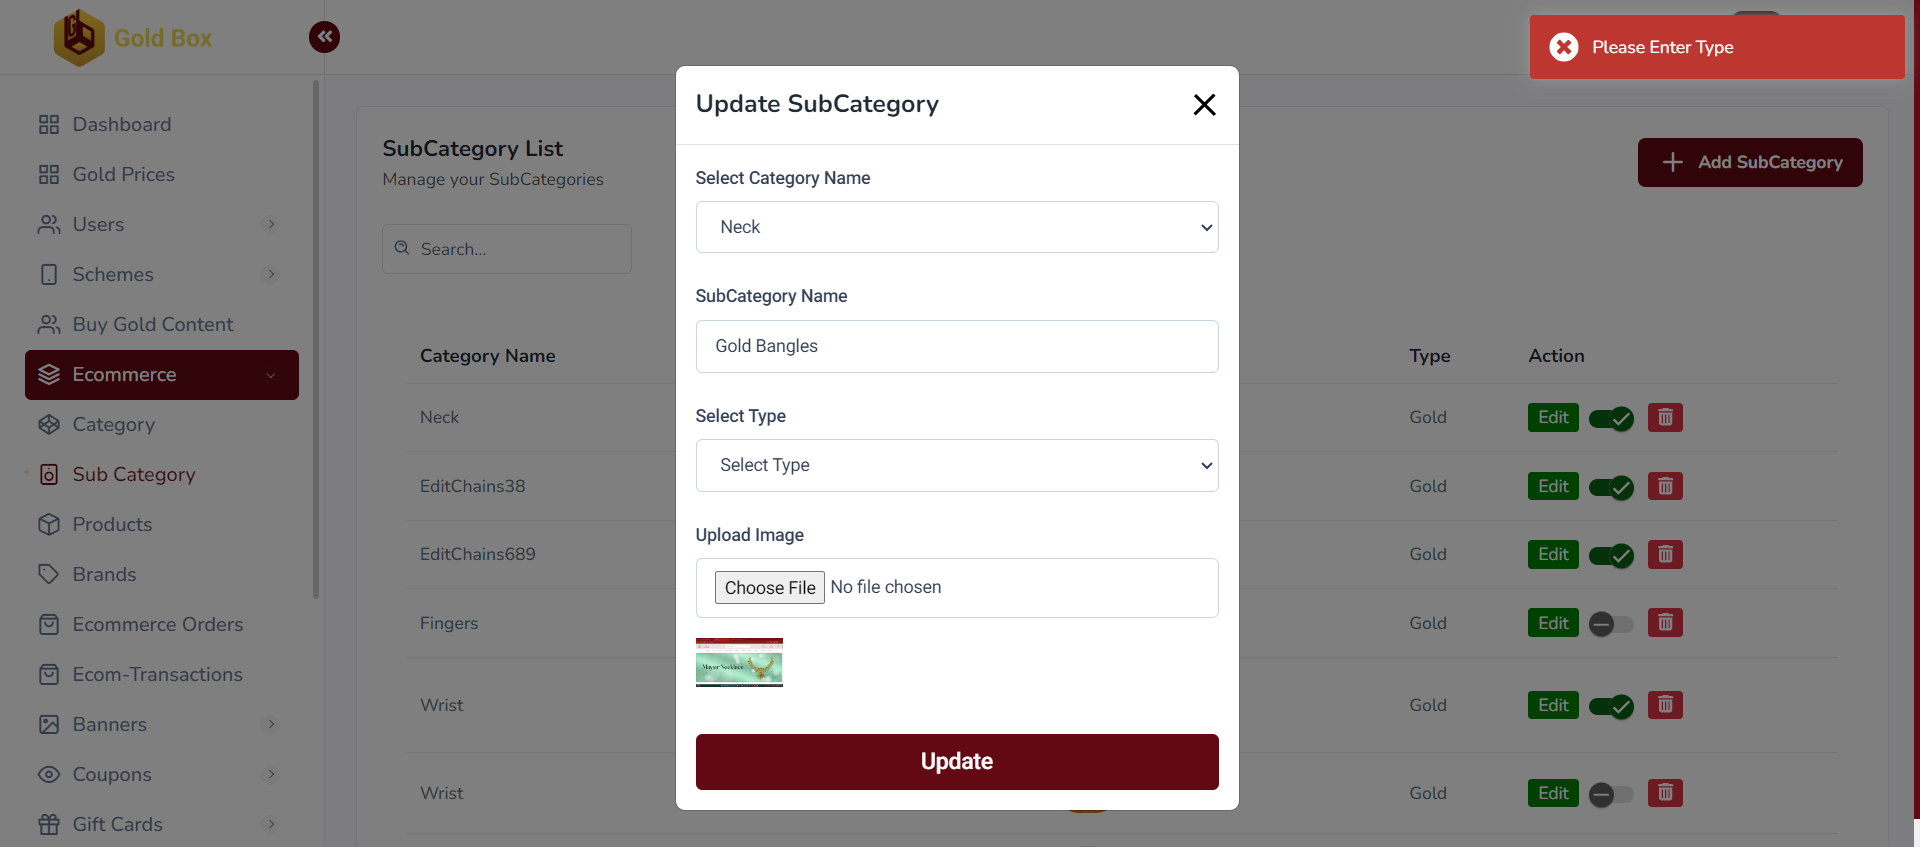 Gold Box
Please Enter Type
Dashboard
Gold Prices
Users
Schemes
Buy Gold Content
Ecommerce
Category
Sub Category
Products
Brands
Ecommerce Orders
Ecom-Transactions
Banners
Coupons
Gift Cards
SubCategory List
Manage your SubCategories
Add SubCategory
Search...
Category Name
Type
Action
Neck
Gold
Edit
EditChains38
Gold
Edit
EditChains689
Gold
Edit
Fingers
Gold
Edit
Wrist
Gold
Edit
Wrist
Gold
Edit
Update SubCategory
Select Category Name
Neck
SubCategory Name
Gold Bangles
Select Type
Select Type
Upload Image
Choose File No file chosen
Mayur Necklace
Update